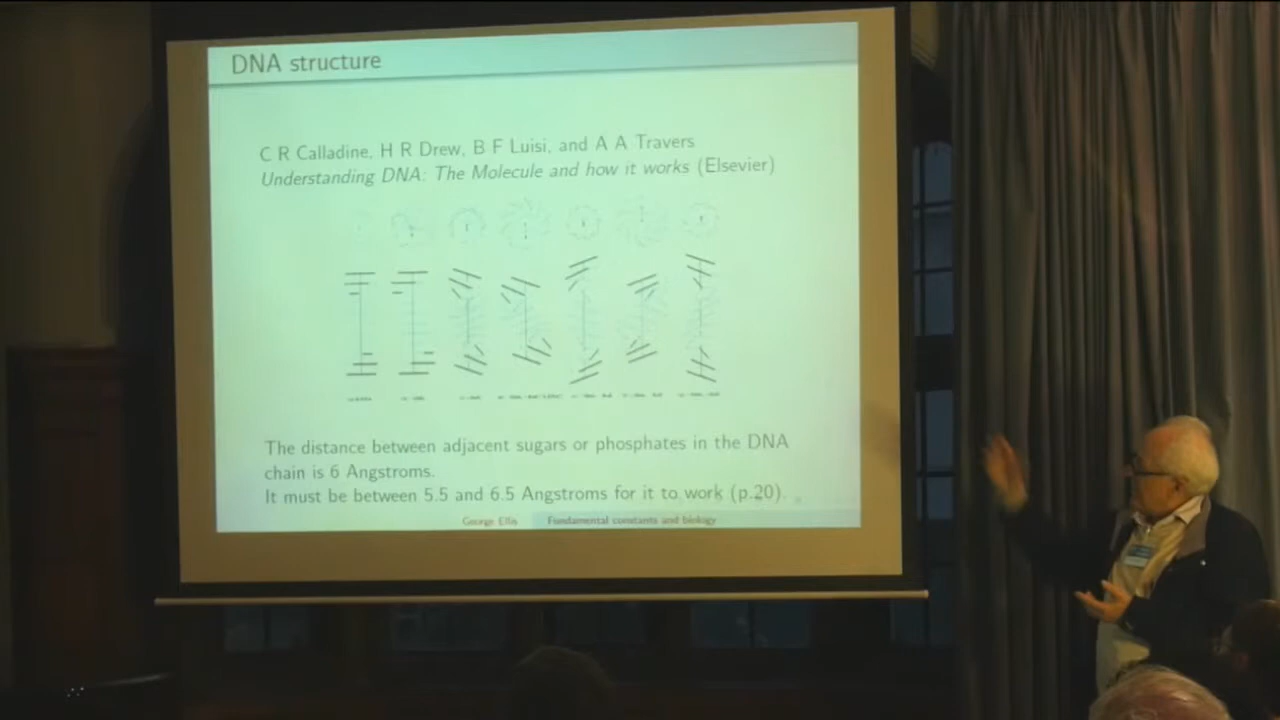 DNA structure
C R Calladine, H R Drew, B F Luisi, and A A Travers
Understanding DNA: The Molecule and how it works (Elsevier)
The distance between adjacent sugars or phosphates in the DNA
chain is 6 Angstroms.
It must be between 5.5 and 6.5 Angstroms for it to work (p.20).
George Ellis Fundamental constants and biology